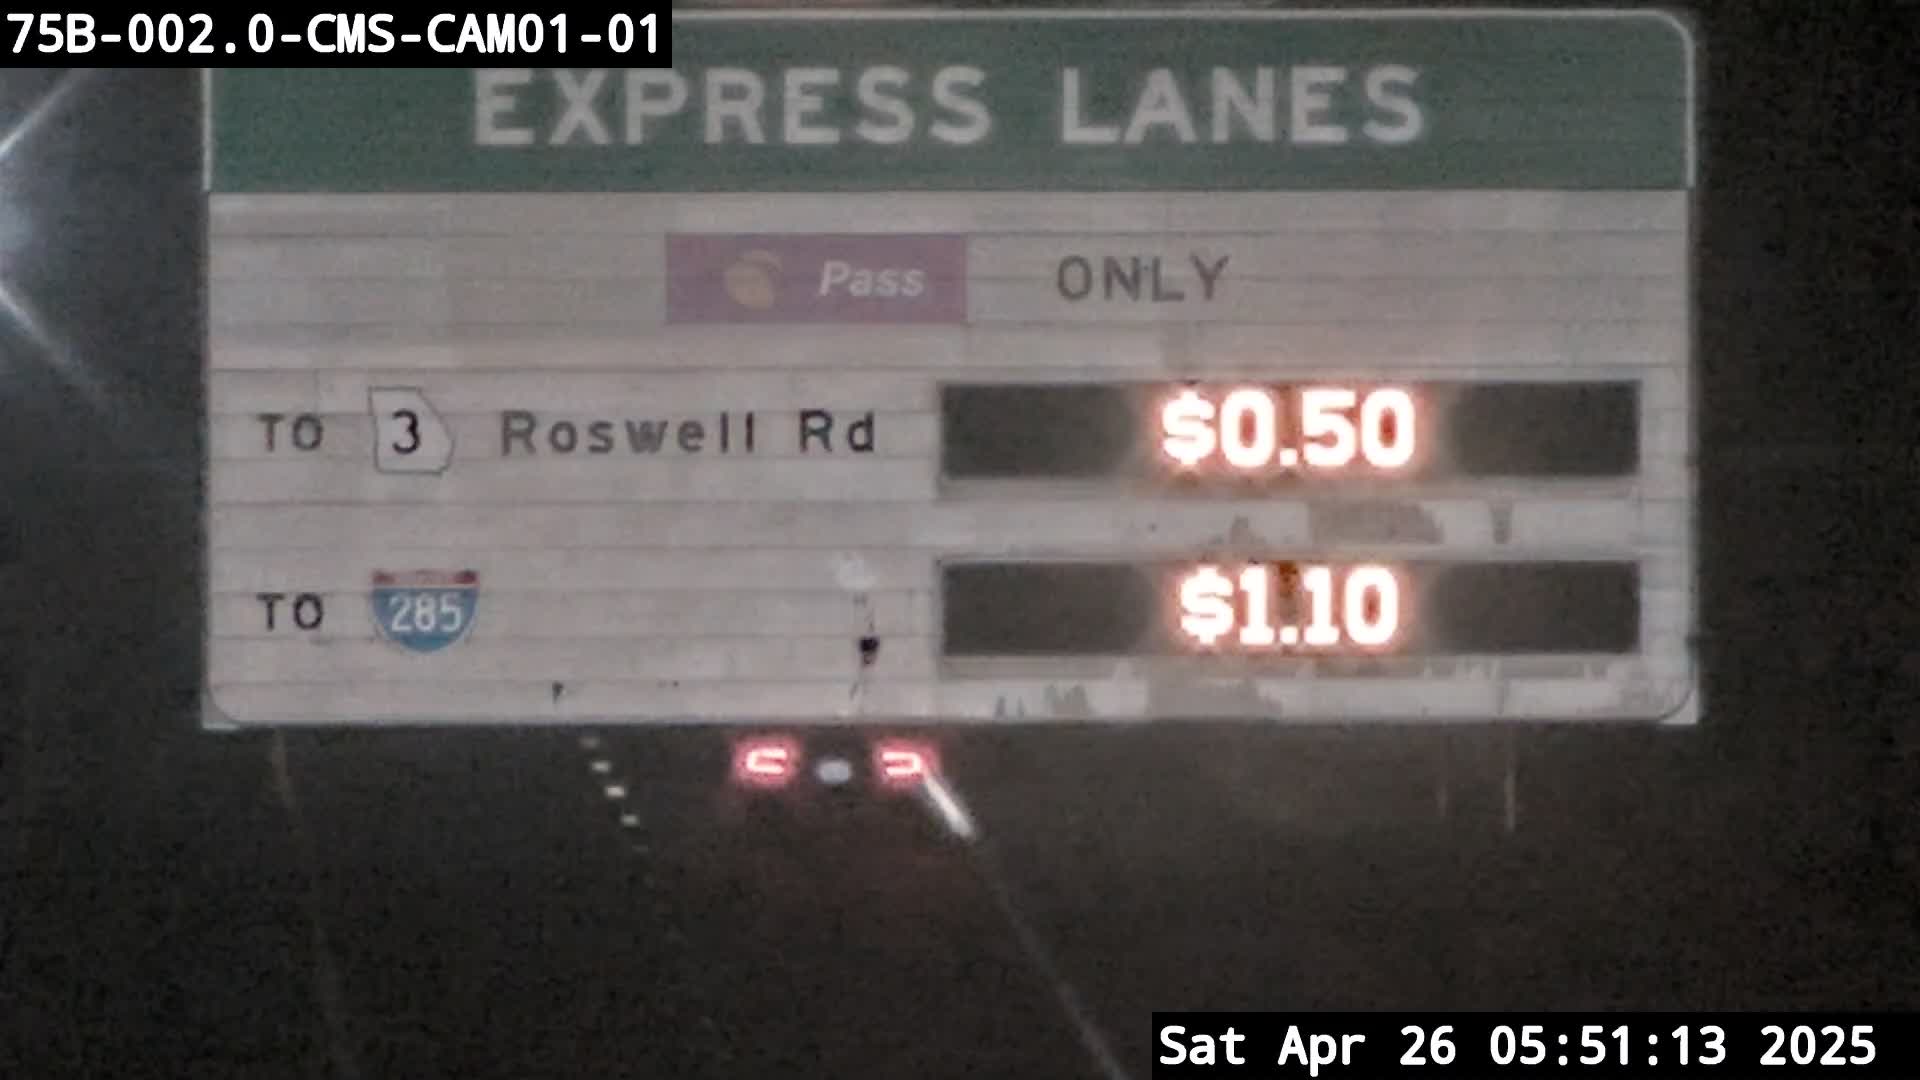 75B-002.0-CMS-CAM01-01
EXPRESS LANES
Pass ONLY
TO 3 Roswell Rd $0.50
TO 285 $1.10
Sat Apr 26 05:51:13 2025